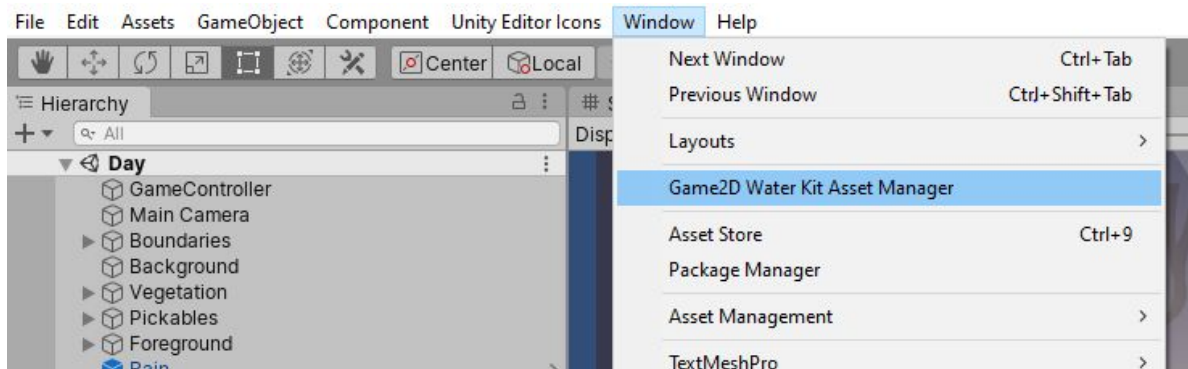 File Edit Assets GameObject Component Unity Editor Icons Window Help
Center Local
Hierarchy
All
Disp
Day
GameController
Main Camera
Boundaries
Background
Vegetation
Pickables
Foreground
Rain
Next Window Ctrl+Tab
Previous Window Ctrl+Shift+Tab
Layouts
Game2D Water Kit Asset Manager
Asset Store Ctrl+9
Package Manager
Asset Management
TextMeshPro